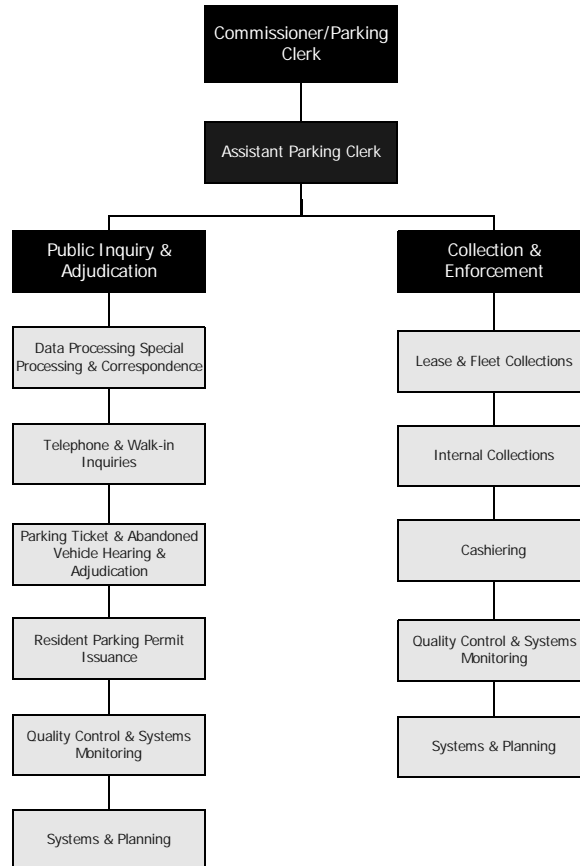 Commissioner/Parking
Clerk
Assistant Parking Clerk
Public Inquiry &
Adjudication
Data Processing Special
Processing & Correspondence
Telephone & Walk-in
Inquiries
Parking Ticket & Abandoned
Vehicle Hearing &
Adjudication
Resident Parking Permit
Issuance
Quality Control & Systems
Monitoring
Systems & Planning
Collection &
Enforcement
Lease & Fleet Collections
Internal Collections
Cashiering
Quality Control & Systems
Monitoring
Systems & Planning